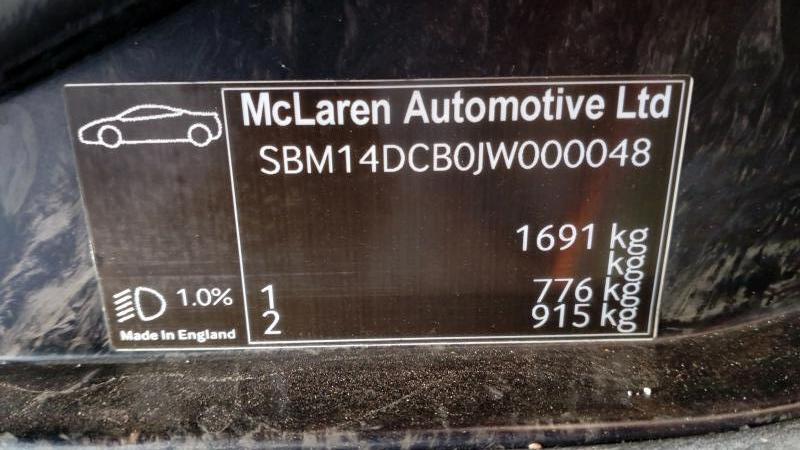 McLaren Automotive Ltd
SBM14DCB0JW000048
1691 kg
kg
1 776 kg
2 915 kg
1.0%
Made In England